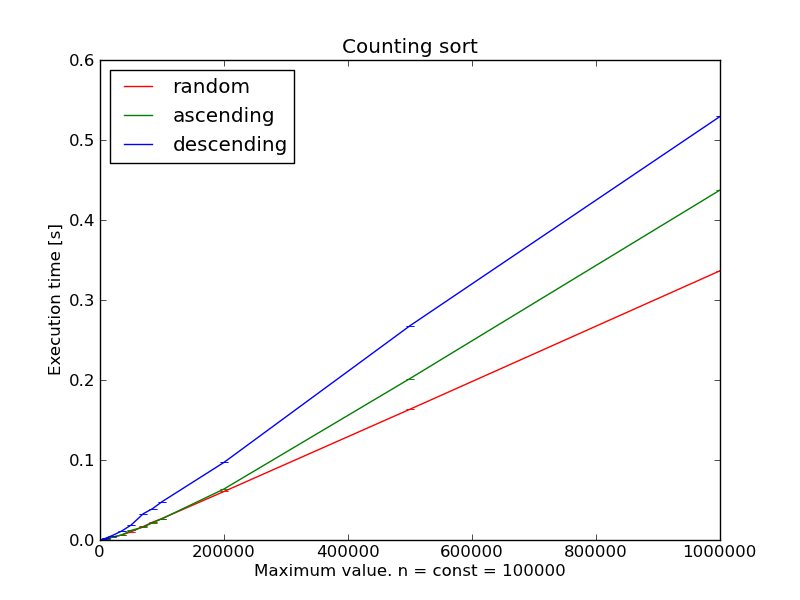 Counting sort
random
ascending
descending
Execution time [s]
0.6
0.5
0.4
0.3
0.2
0.1
0.0
0 200000 400000 600000 800000 1000000
Maximum value. n = const = 100000